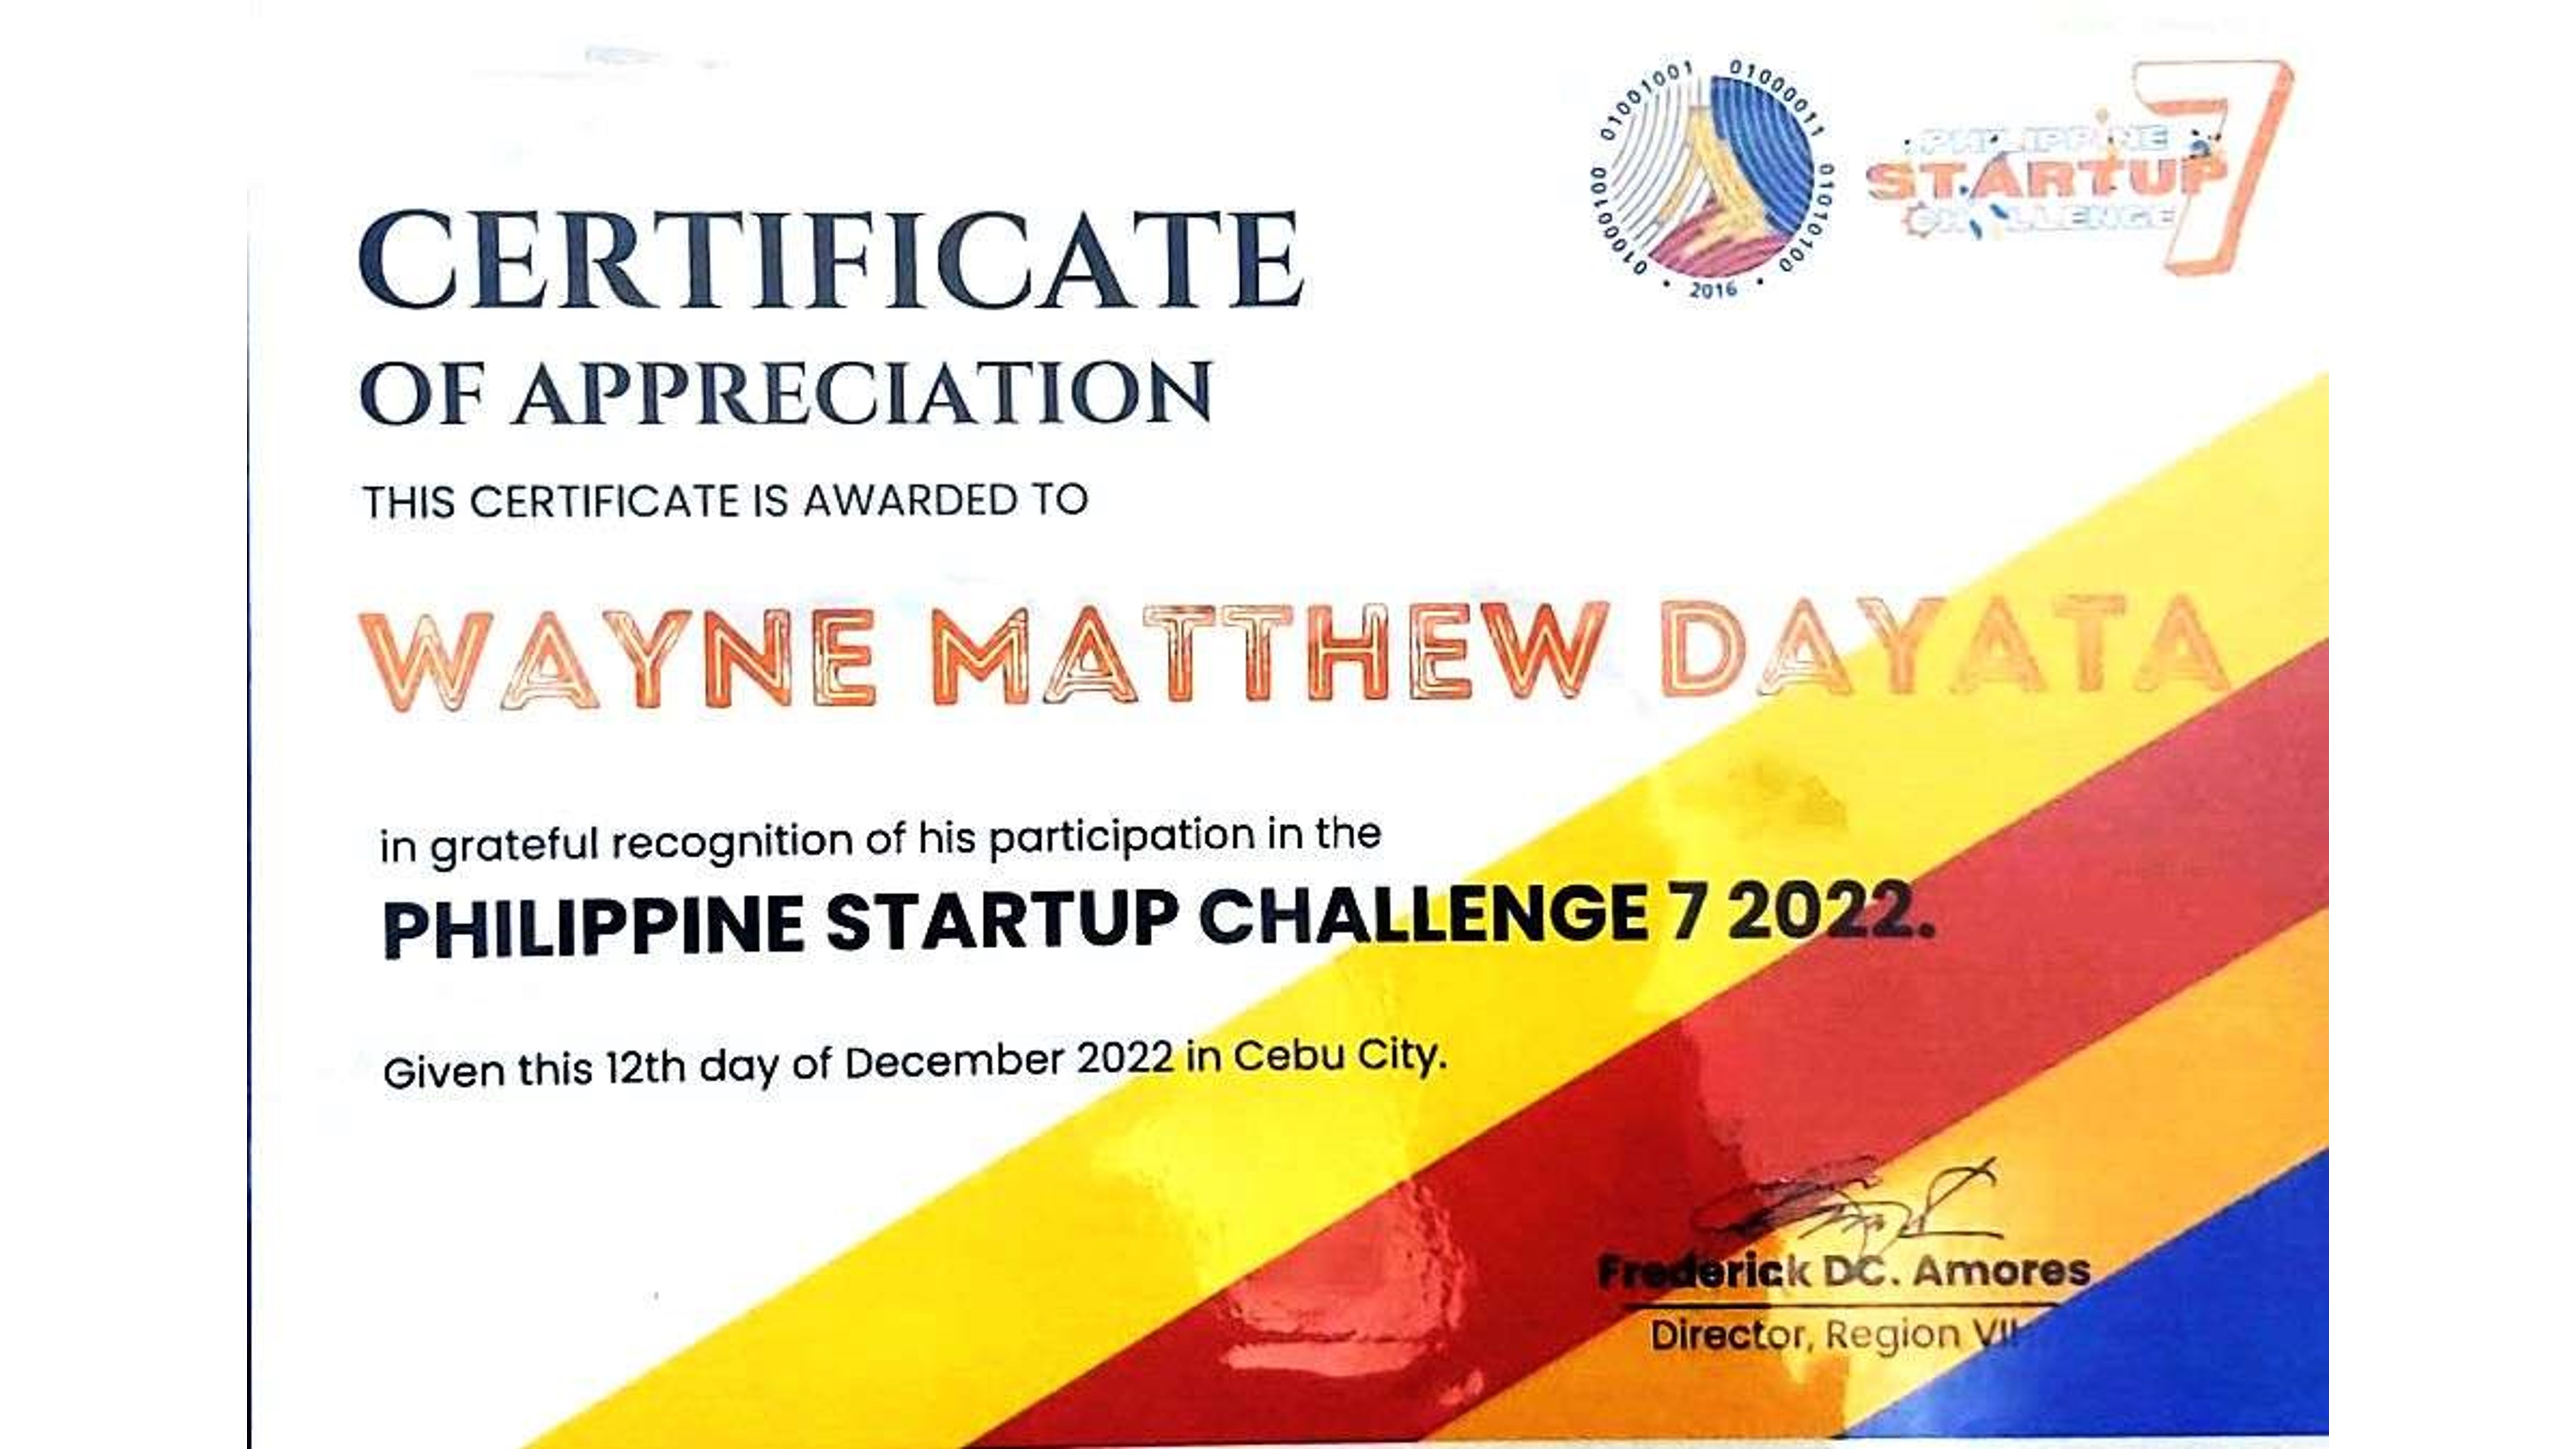 01000100 01001001 01000011 01010100
• 2016 •
PHILIPPINE
STARTUP
CHALLENGE
7
CERTIFICATE
OF APPRECIATION
THIS CERTIFICATE IS AWARDED TO
WAYNE MATTHEW DAYATA
in grateful recognition of his participation in the
PHILIPPINE STARTUP CHALLENGE 7 2022.
Given this 12th day of December 2022 in Cebu City.
Frederick DC. Amores
Director, Region VII